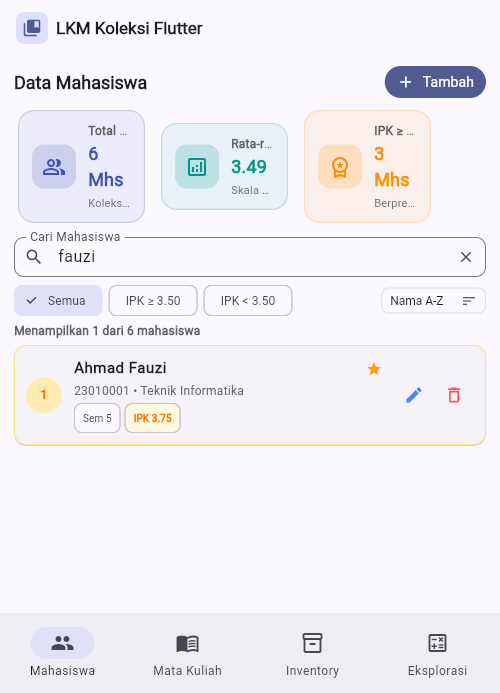 LKM Koleksi Flutter
Data Mahasiswa
+ Tambah
Total ...
6
Mhs
Koleks...
Rata-r...
3.49
Skala ...
IPK ≥ ...
3
Mhs
Berpre...
Cari Mahasiswa
fauzi
Semua
IPK ≥ 3.50
IPK < 3.50
Nama A-Z
Menampilkan 1 dari 6 mahasiswa
1
Ahmad Fauzi
23010001 • Teknik Informatika
Sem 5
IPK 3.75
Mahasiswa
Mata Kuliah
Inventory
Eksplorasi